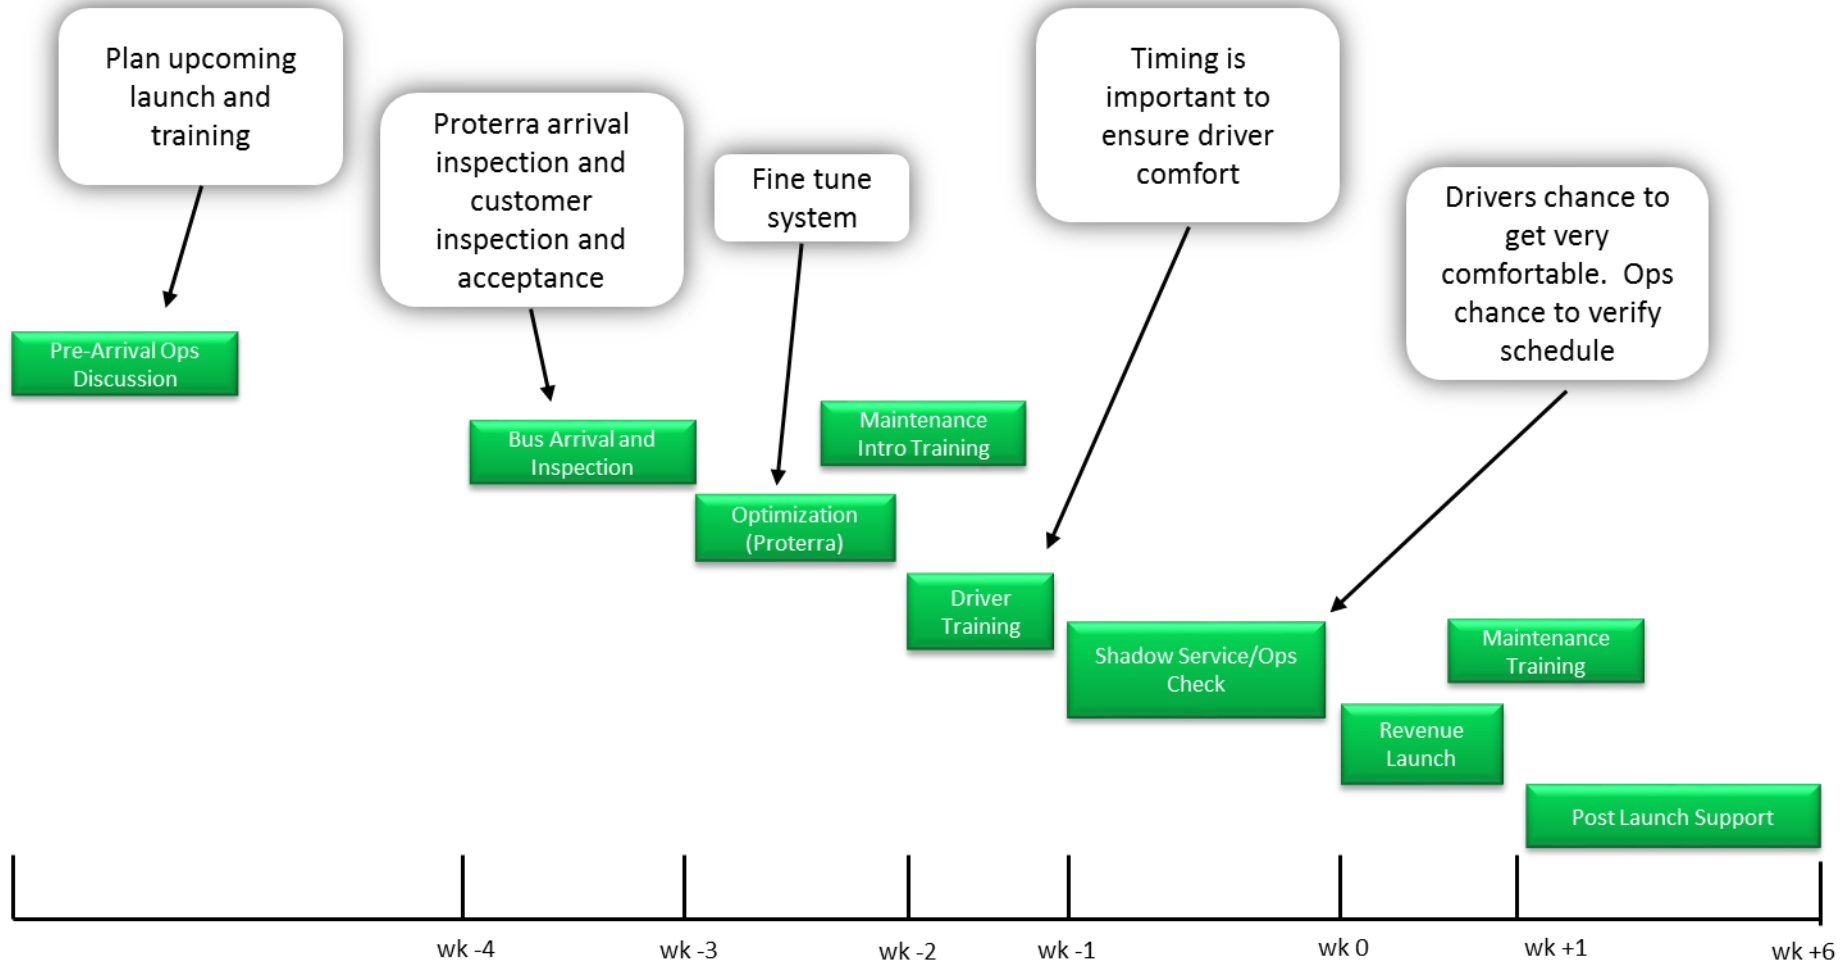 Plan upcoming
launch and
training
Proterra arrival
inspection and
customer
inspection and
acceptance
Fine tune
system
Timing is
important to
ensure driver
comfort
Drivers chance to
get very
comfortable.  Ops
chance to verify
schedule
Pre-Arrival Ops
Discussion
Bus Arrival and
Inspection
Maintenance
Intro Training
Optimization
(Proterra)
Driver
Training
Shadow Service/Ops
Check
Maintenance
Training
Revenue
Launch
Post Launch Support
wk -4
wk -3
wk -2
wk -1
wk 0
wk +1
wk +6